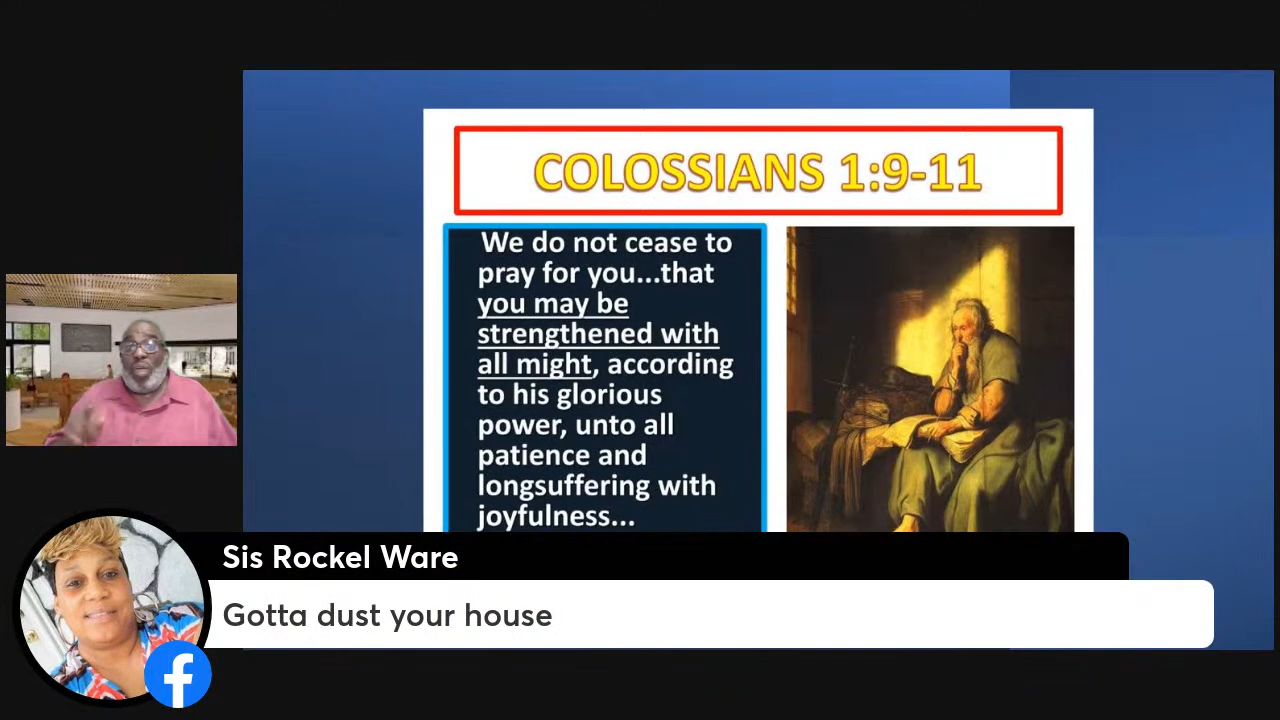 COLOSSIANS 1:9-11
We do not cease to
pray for you...that
you may be
strengthened with
all might, according
to his glorious
power, unto all
patience and
longsuffering with
joyfulness...
Sis Rockel Ware
Gotta dust your house